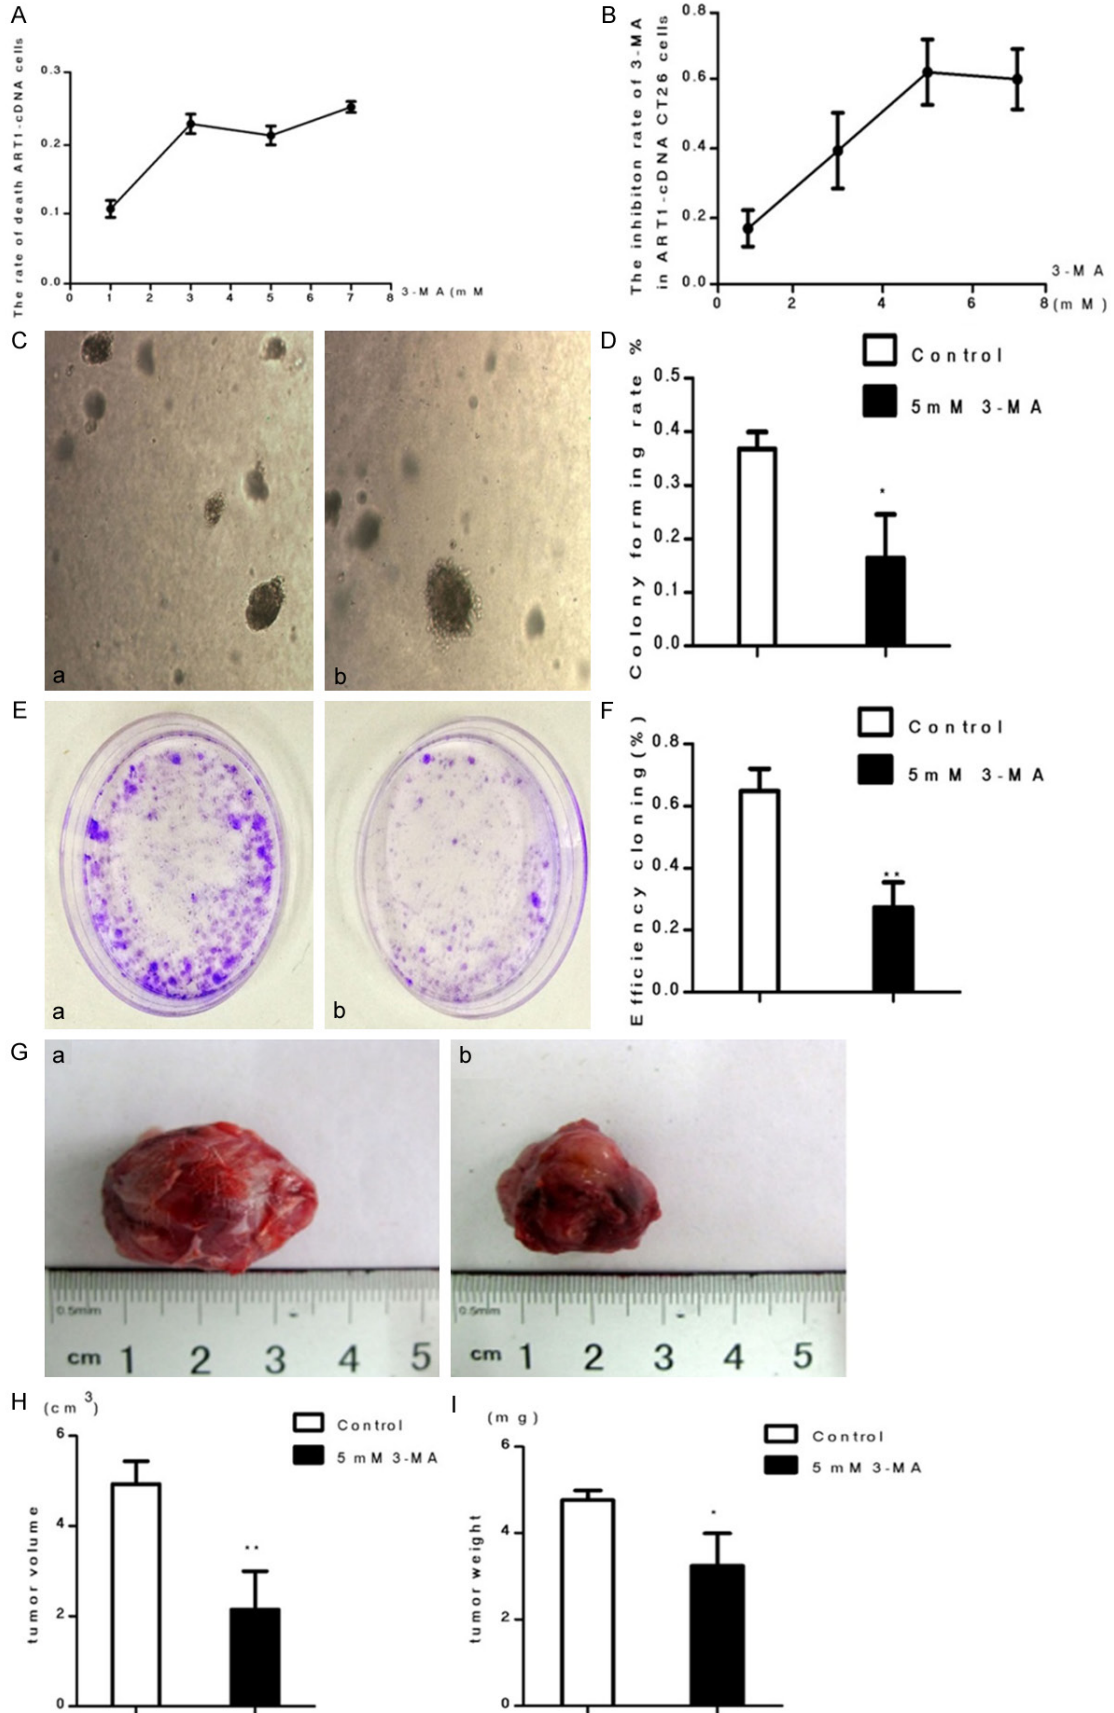 A
The rate of death ART1-cDNA cells
0.3
0.2
0.1
0.0
0 1 2 3 4 5 6 7 8
3-MA (mM
B
The inhibiton rate of 3-MA
in ART1-cDNA CT26 cells
0.8
0.6
0.4
0.2
0.0
0 2 4 6 8
3-MA
(mM)
C
a
b
D
Colony forming rate %
0.5
0.4
0.3
0.2
0.1
0.0
Control
5mM 3-MA
*
E
a
b
F
Efficiency cloning(%)
0.8
0.6
0.4
0.2
0.0
Control
5mM 3-MA
**
G
a
0.5mm
cm 1 2 3 4 5
b
0.5mm
cm 1 2 3 4 5
H
(cm³)
tumor volume
6
4
2
0
Control
5 mM 3-MA
**
I
(mg)
tumor weight
6
4
2
0
Control
5 mM 3-MA
*